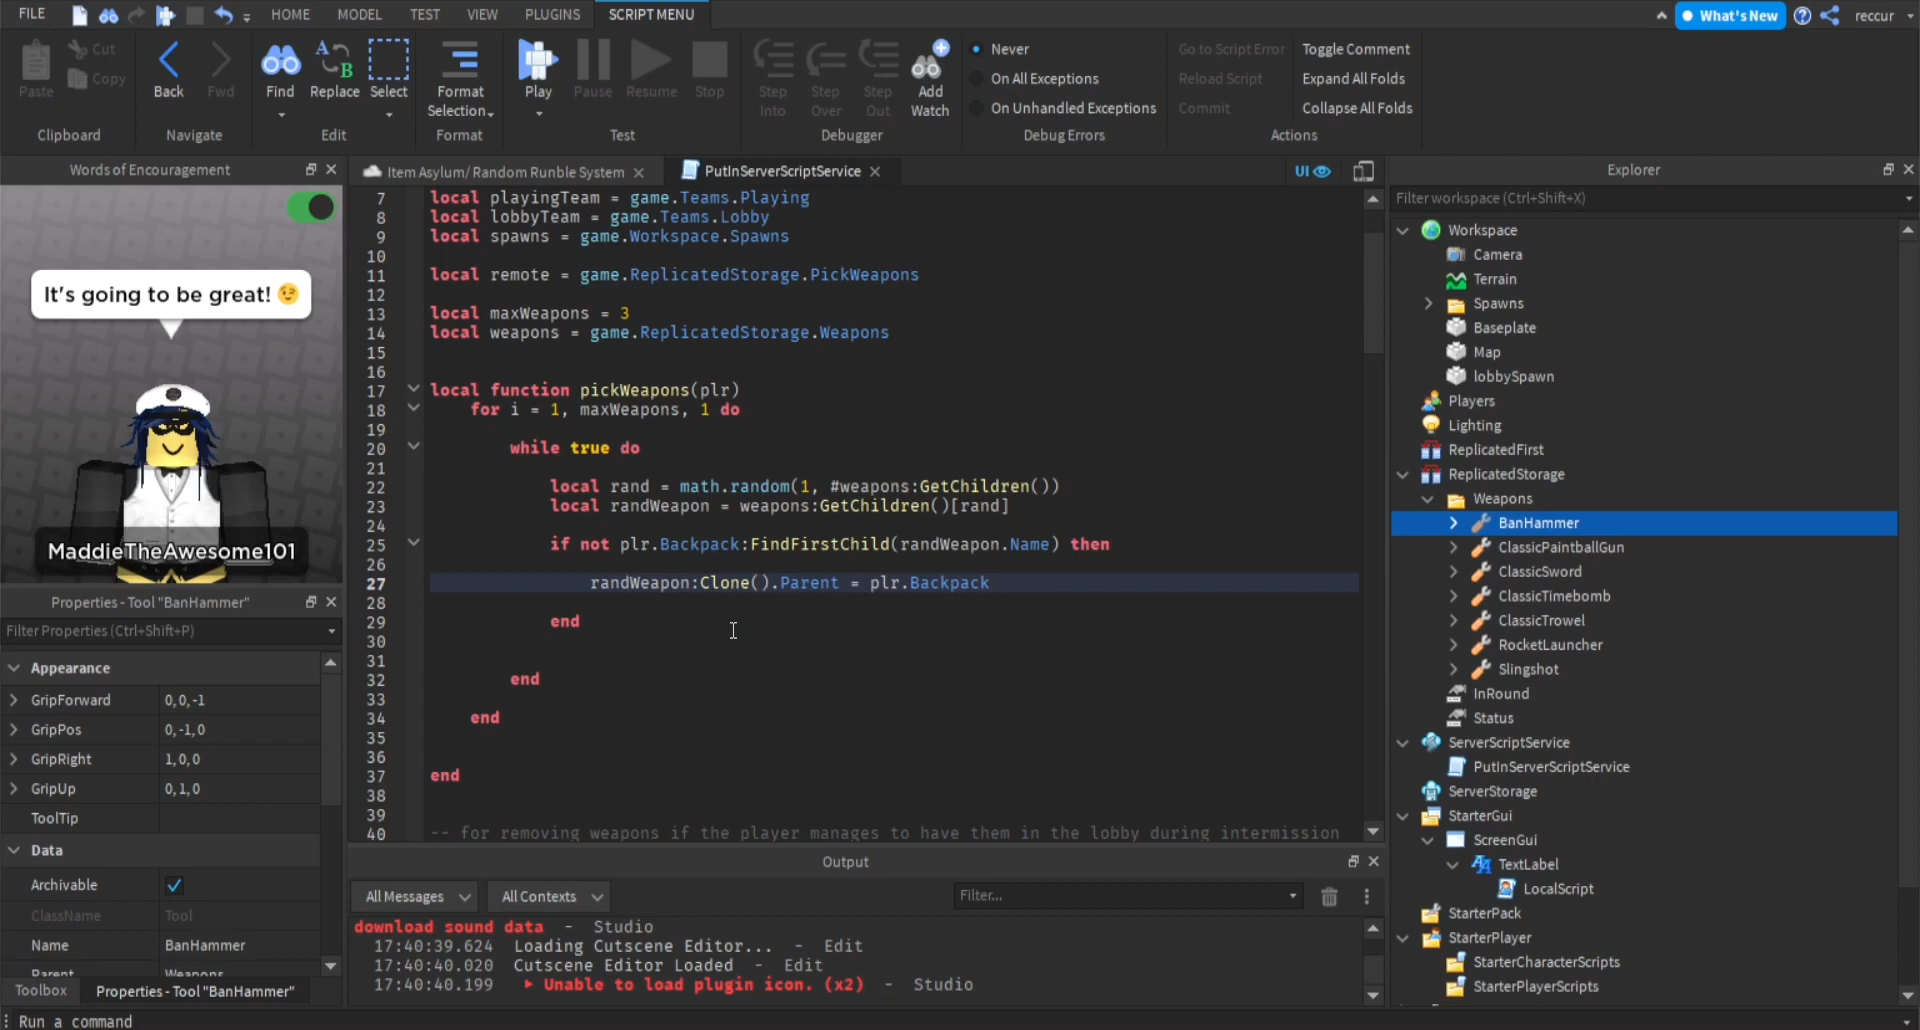 FILE
HOME
MODEL
TEST
VIEW
PLUGINS
SCRIPT MENU
What's New
reccur
Paste
Cut
Copy
Clipboard
Back
Fwd
Navigate
Find
Replace
Select
Edit
Format
Selection
Format
Play
Pause
Resume
Stop
Test
Step
Into
Step
Over
Step
Out
Add
Watch
Debugger
Never
On All Exceptions
On Unhandled Exceptions
Debug Errors
Go to Script Error
Reload Script
Commit
Toggle Comment
Expand All Folds
Collapse All Folds
Actions
Words of Encouragement
It's going to be great! 😉
MaddieTheAwesome101
Properties - Tool "BanHammer"
Filter Properties (Ctrl+Shift+P)
Appearance
GripForward 0,0,-1
GripPos 0,-1,0
GripRight 1,0,0
GripUp 0,1,0
ToolTip
Data
Archivable
ClassName Tool
Name BanHammer
Parent Weapons
Toolbox
Properties - Tool "BanHammer"
Run a command
Item Asylum/ Random Runble System
PutInServerScriptService
UI
7 local playingTeam = game.Teams.Playing
8 local lobbyTeam = game.Teams.Lobby
9 local spawns = game.Workspace.Spawns
10
11 local remote = game.ReplicatedStorage.PickWeapons
12
13 local maxWeapons = 3
14 local weapons = game.ReplicatedStorage.Weapons
15
16
17 local function pickWeapons(plr)
18 for i = 1, maxWeapons, 1 do
19
20 while true do
21
22 local rand = math.random(1, #weapons:GetChildren())
23 local randWeapon = weapons:GetChildren()[rand]
24
25 if not plr.Backpack:FindFirstChild(randWeapon.Name) then
26
27 randWeapon:Clone().Parent = plr.Backpack
28
29 end
30
31
32 end
33
34 end
35
36
37 end
38
39
40 -- for removing weapons if the player manages to have them in the lobby during intermission
Output
All Messages
All Contexts
Filter...
download sound data - Studio
17:40:39.624 Loading Cutscene Editor... - Edit
17:40:40.020 Cutscene Editor Loaded - Edit
17:40:40.199 Unable to load plugin icon. (x2) - Studio
Explorer
Filter workspace (Ctrl+Shift+X)
Workspace
Camera
Terrain
Spawns
Baseplate
Map
lobbySpawn
Players
Lighting
ReplicatedFirst
ReplicatedStorage
Weapons
BanHammer
ClassicPaintballGun
ClassicSword
ClassicTimebomb
ClassicTrowel
RocketLauncher
Slingshot
InRound
Status
ServerScriptService
PutInServerScriptService
ServerStorage
StarterGui
ScreenGui
TextLabel
LocalScript
StarterPack
StarterPlayer
StarterCharacterScripts
StarterPlayerScripts